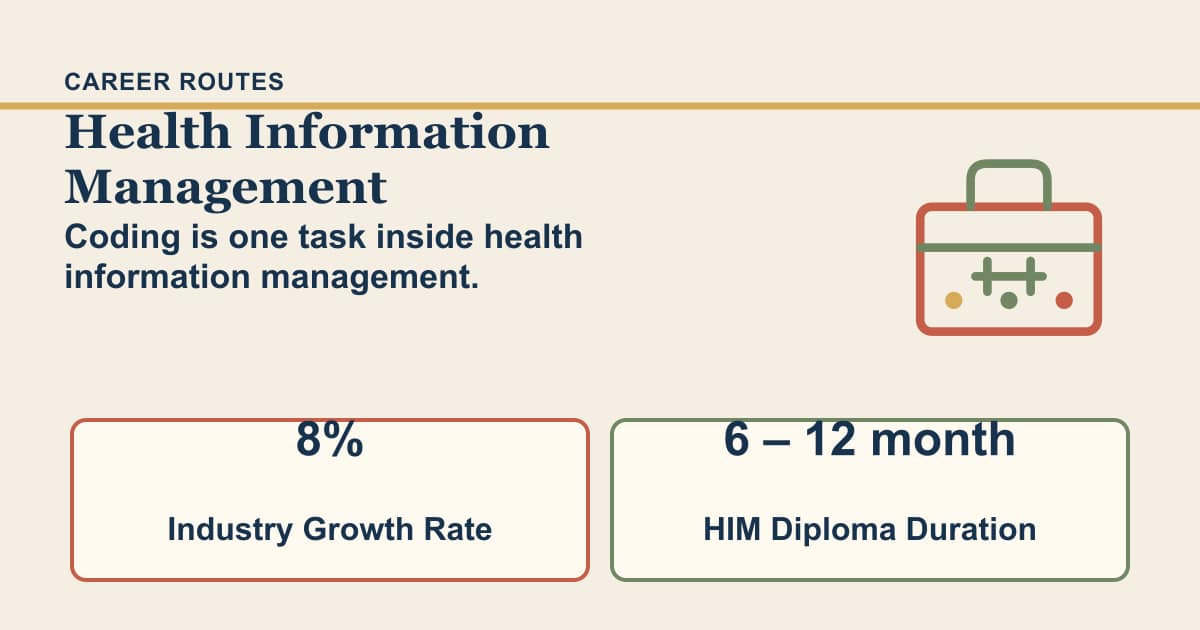 CAREER ROUTES
Health Information
Management
Coding is one task inside health
information management.
8%
Industry Growth Rate
6 – 12 month
HIM Diploma Duration